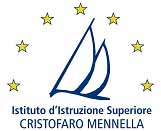 Istituto d'Istruzione Superiore
CRISTOFARO MENNELLA